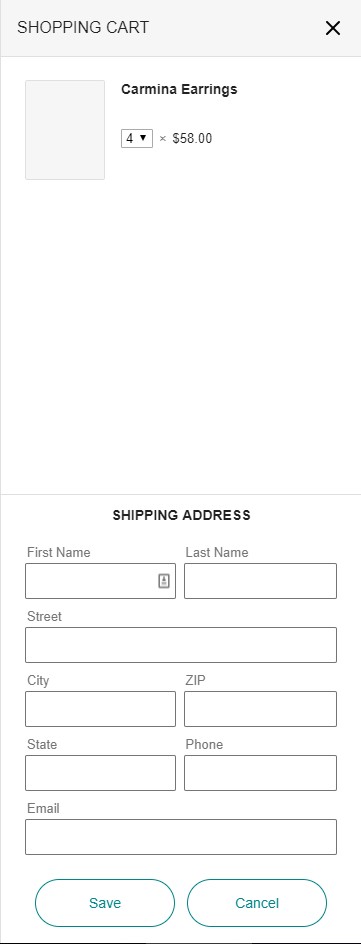 SHOPPING CART
Carmina Earrings
4 × $58.00
SHIPPING ADDRESS
First Name Last Name
Street
City ZIP
State Phone
Email
Save Cancel